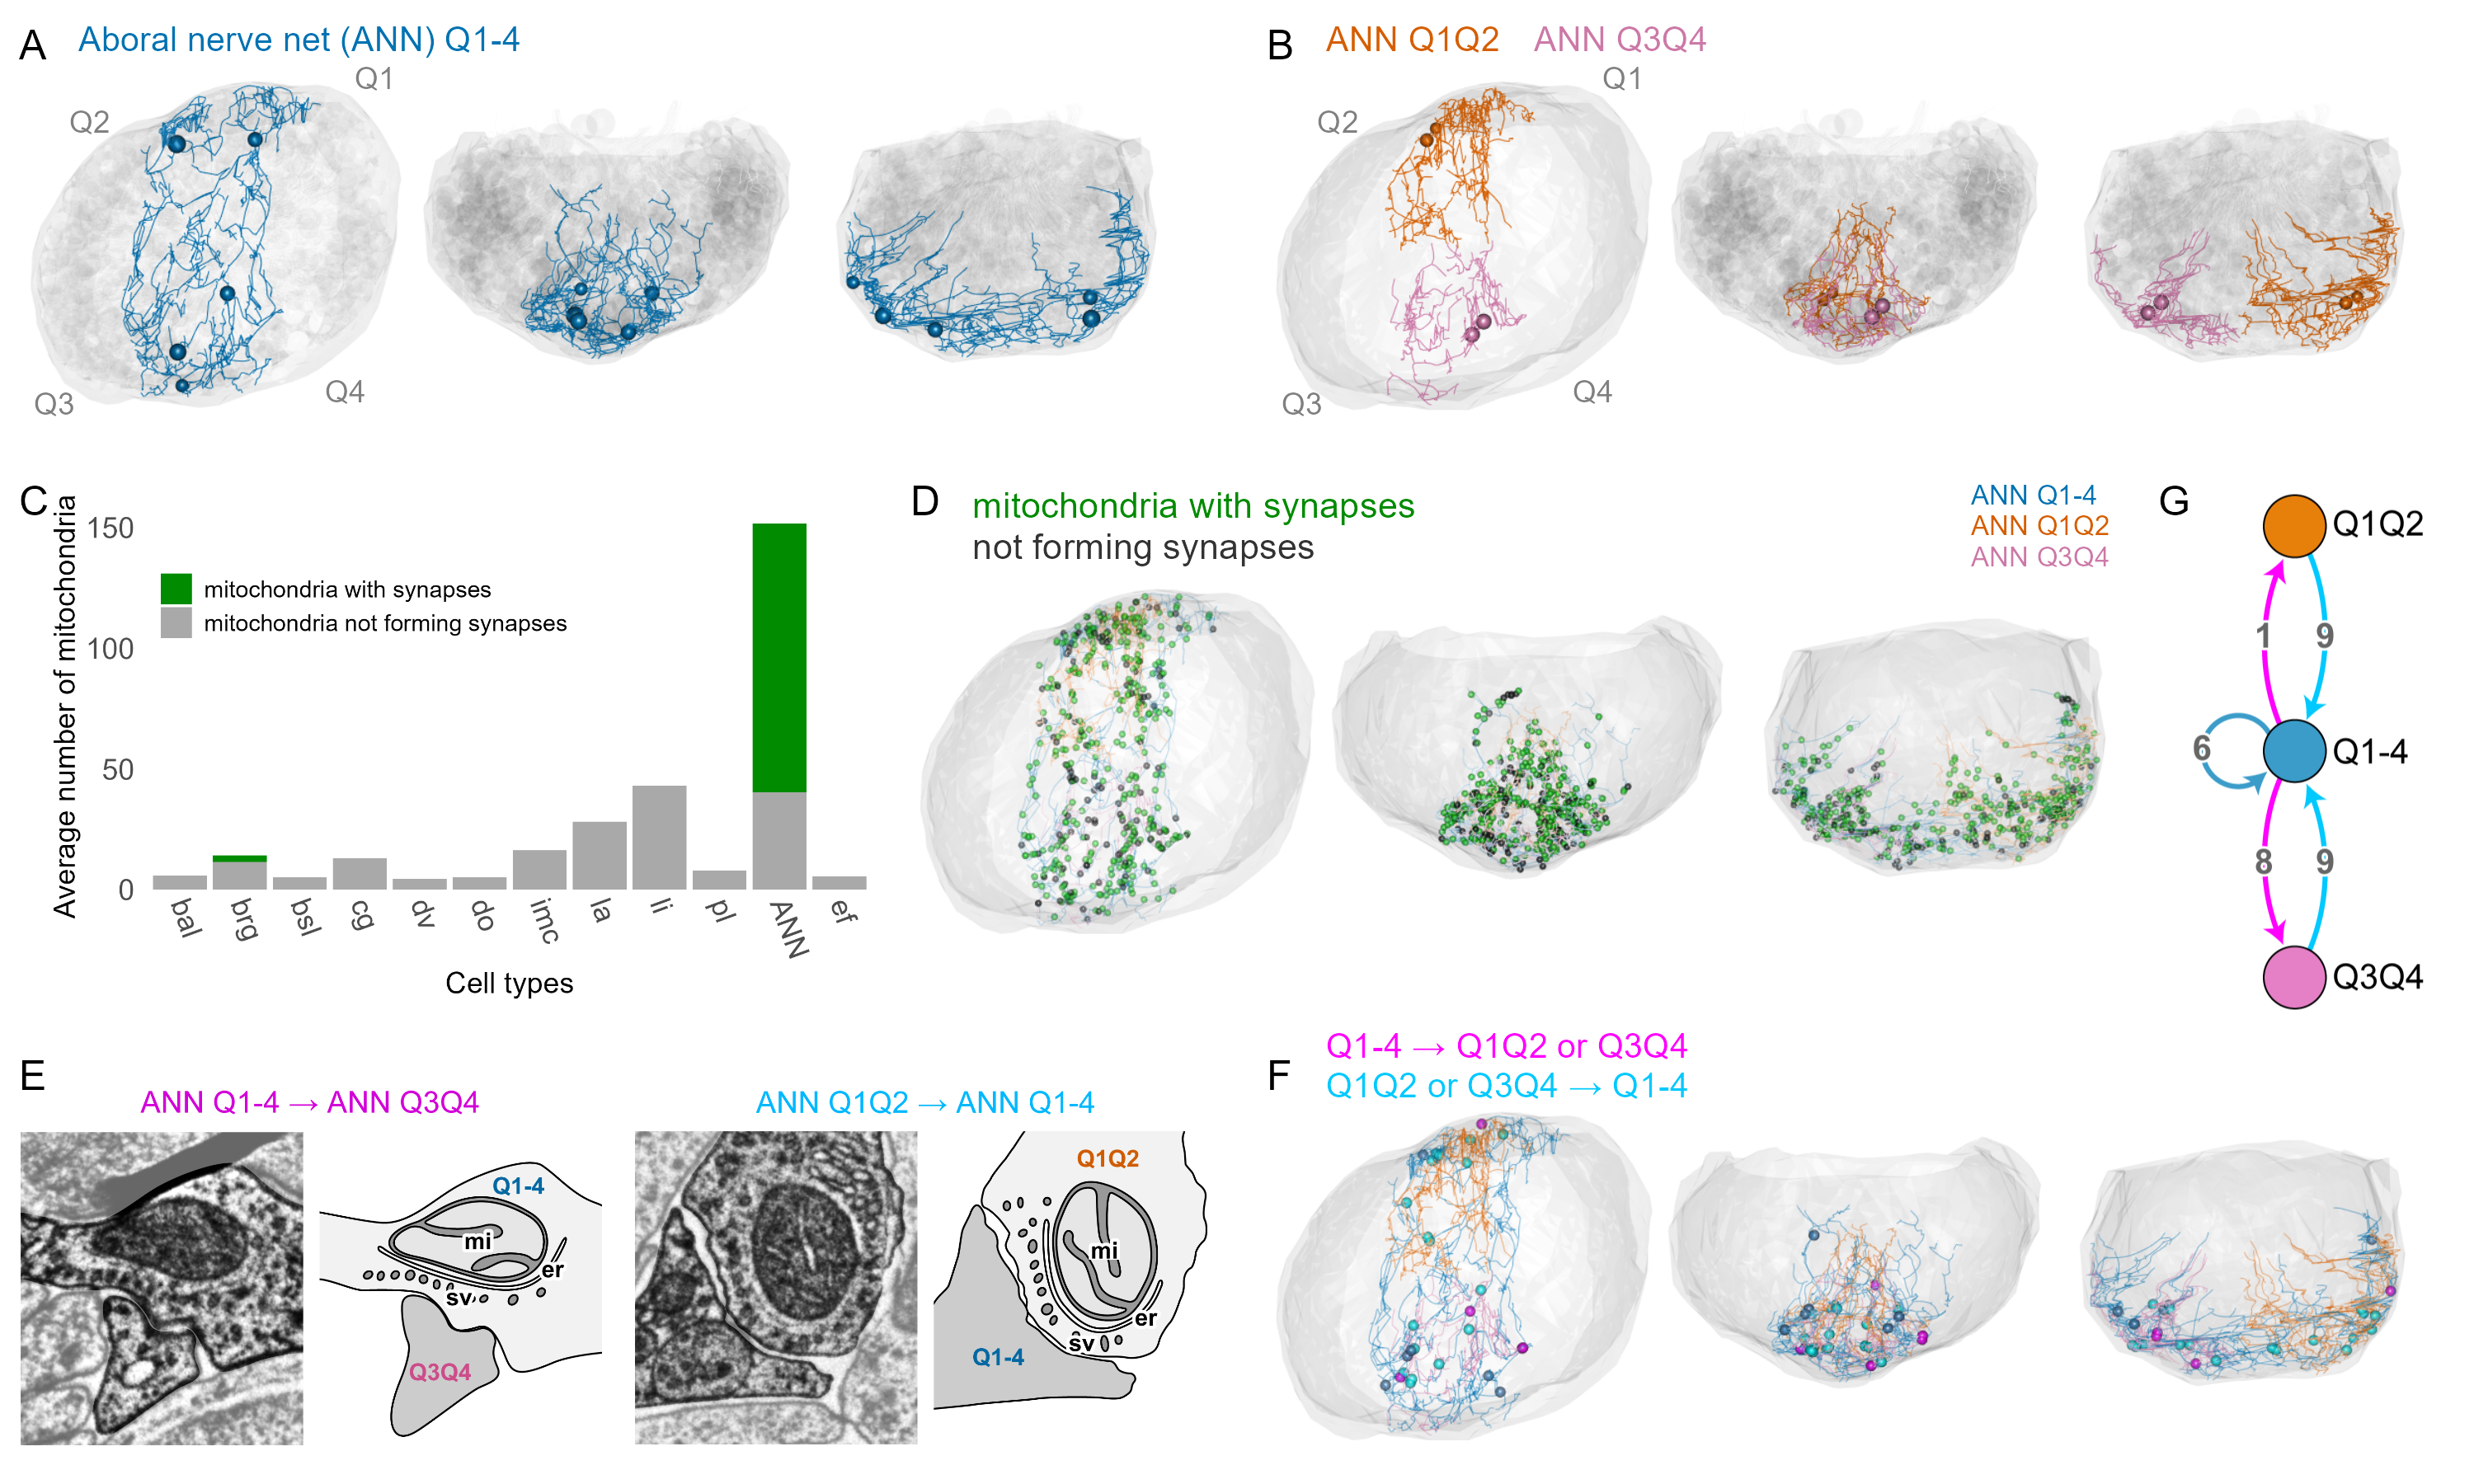 A
Aboral nerve net (ANN) Q1-4
Q1
Q2
Q3
Q4
B
ANN Q1Q2
ANN Q3Q4
Q1
Q2
Q3
Q4
C
Average number of mitochondria
150
100
50
0
mitochondria with synapses
mitochondria not forming synapses
bal
brg
bsl
cg
dv
do
imc
la
li
pl
ANN
ef
Cell types
D
mitochondria with synapses
not forming synapses
ANN Q1-4
ANN Q1Q2
ANN Q3Q4
G
Q1Q2
1
9
6
Q1-4
8
9
Q3Q4
E
ANN Q1-4 → ANN Q3Q4
Q1-4
mi
er
sv
Q3Q4
ANN Q1Q2 → ANN Q1-4
Q1Q2
mi
er
sv
Q1-4
F
Q1-4 → Q1Q2 or Q3Q4
Q1Q2 or Q3Q4 → Q1-4